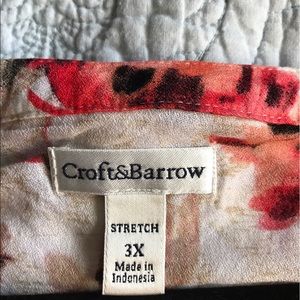 Croft&Barrow
STRETCH
3X
Made in
Indonesia